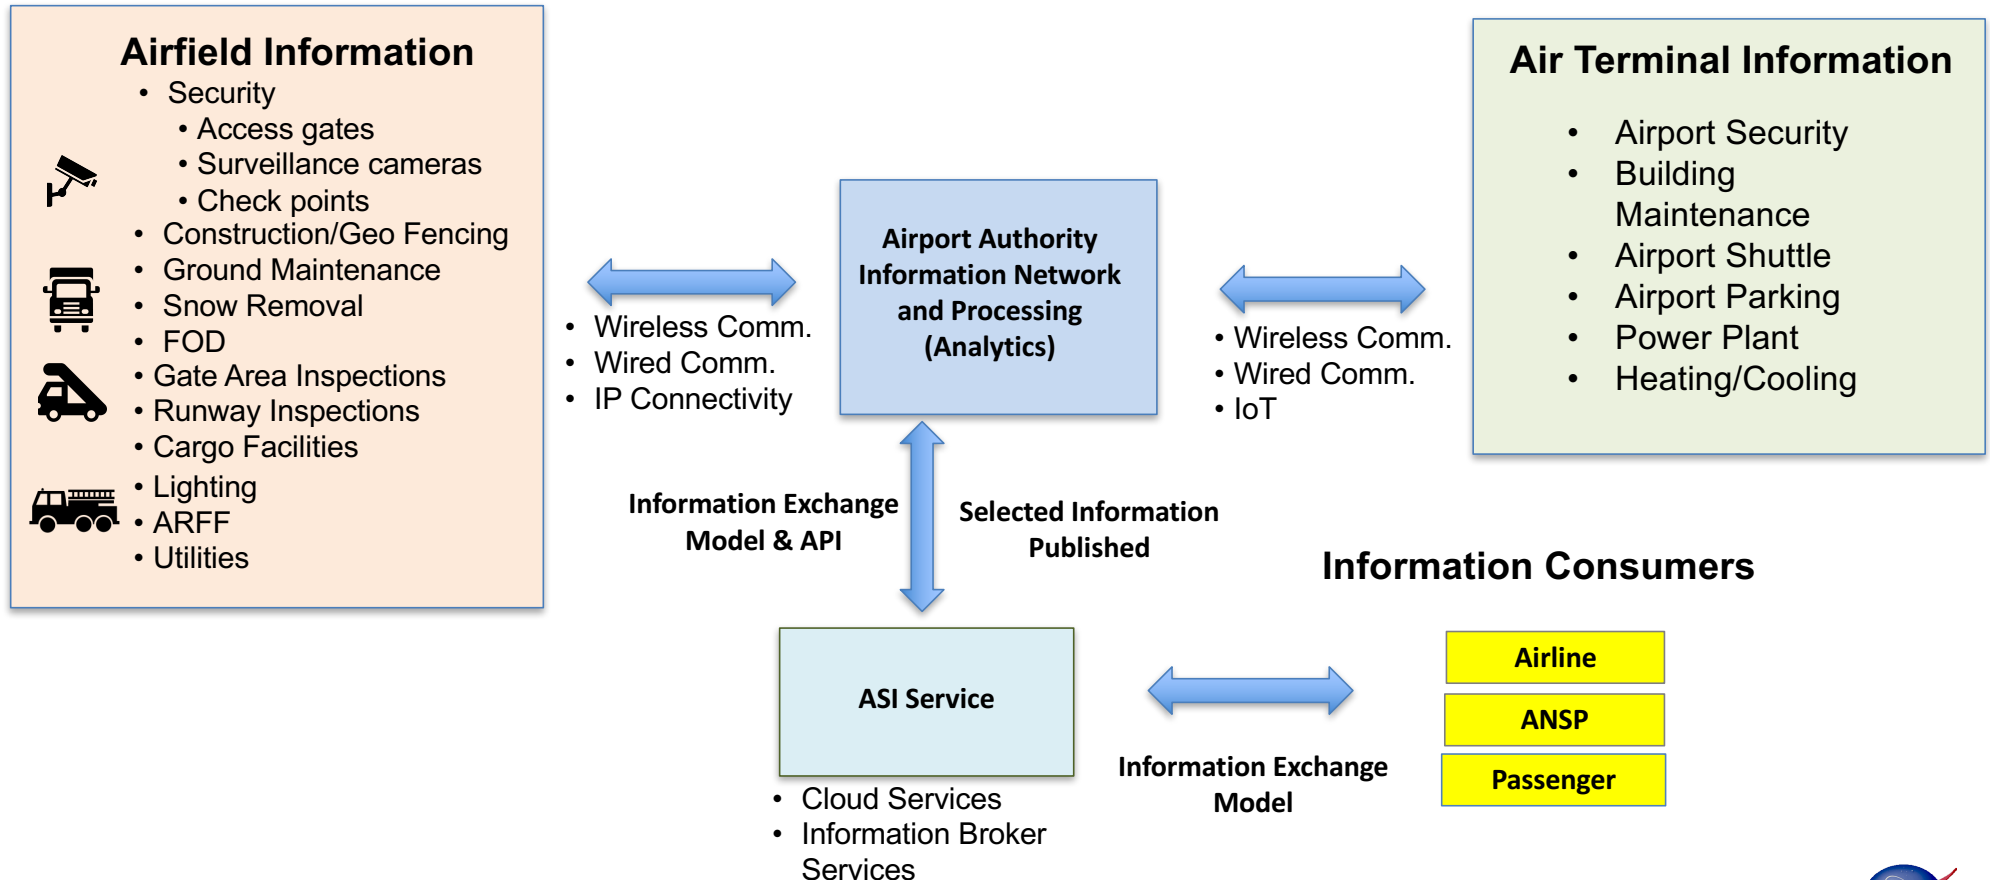 Airfield Information
• Security
• Access gates
• Surveillance cameras
• Check points
• Construction/Geo Fencing
• Ground Maintenance
• Snow Removal
• FOD
• Gate Area Inspections
• Runway Inspections
• Cargo Facilities
• Lighting
• ARFF
• Utilities
• Wireless Comm.
• Wired Comm.
• IP Connectivity
Airport Authority
Information Network
and Processing
(Analytics)
• Wireless Comm.
• Wired Comm.
• IoT
Air Terminal Information
• Airport Security
• Building
Maintenance
• Airport Shuttle
• Airport Parking
• Power Plant
• Heating/Cooling
Information Exchange
Model & API
Selected Information
Published
ASI Service
• Cloud Services
• Information Broker
Services
Information Exchange
Model
Information Consumers
Airline
ANSP
Passenger